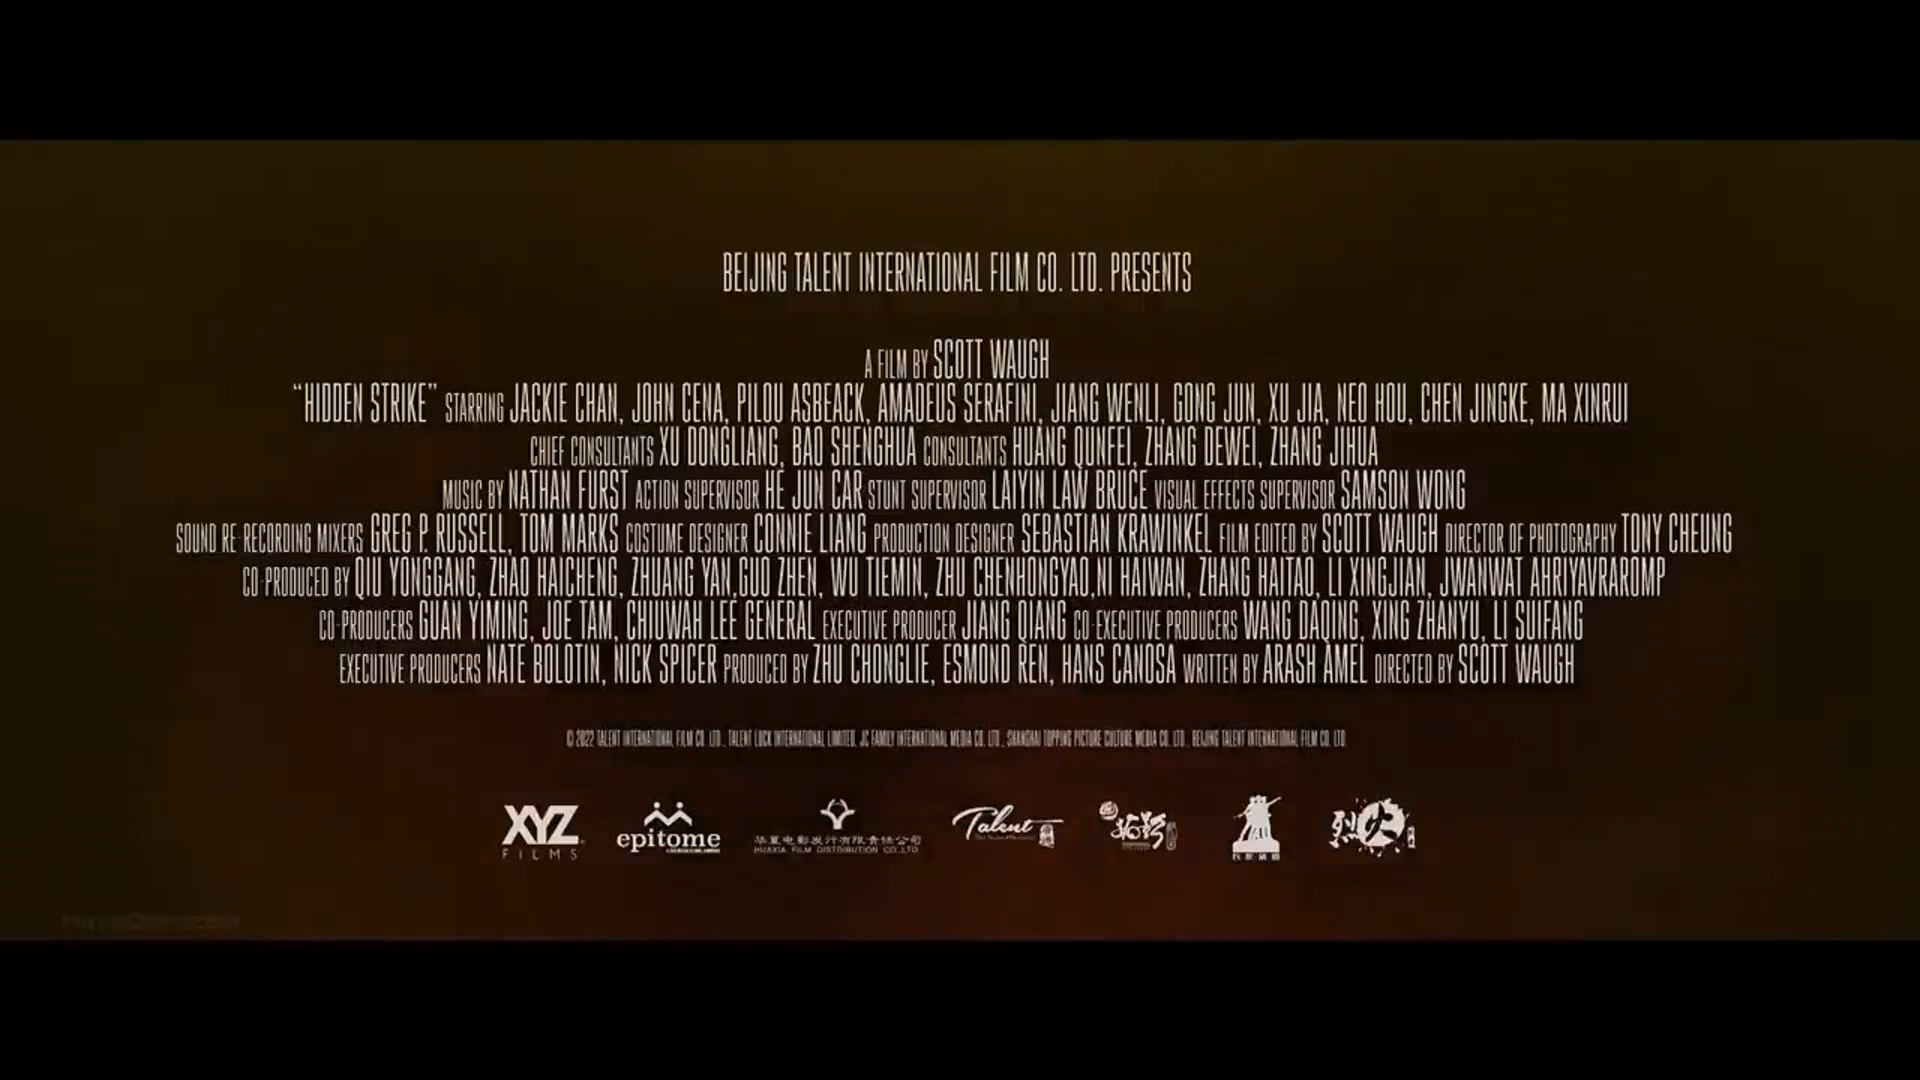 BEIJING TALENT INTERNATIONAL FILM CO. LTD. PRESENTS
A FILM BY SCOTT WAUGH
“HIDDEN STRIKE” STARRING JACKIE CHAN, JOHN CENA, PILOU ASBEACK, AMADEUS SERAFINI, JIANG WENLI, GONG JUN, XU JIA, NEO HOU, CHEN JINGKE, MA XINRUI
CHIEF CONSULTANTS XU DONGLIANG, BAO SHENGHUA CONSULTANTS HUANG QUNFEI, ZHANG DEWEI, ZHANG JIHUA
MUSIC BY NATHAN FURST ACTION SUPERVISOR HE JUN CAR STUNT SUPERVISOR LAIYIN LAW BRUCE VISUAL EFFECTS SUPERVISOR SAMSON WONG
SOUND RE-RECORDING MIXERS GREG P. RUSSELL, TOM MARKS COSTUME DESIGNER CONNIE LIANG PRODUCTION DESIGNER SEBASTIAN KRAWINKEL FILM EDITED BY SCOTT WAUGH DIRECTOR OF PHOTOGRAPHY TONY CHEUNG
CO-PRODUCED BY QIU YONGGANG, ZHAO HAICHENG, ZHUANG YAN,GUO ZHEN, WU TIEMIN, ZHU CHENHONGYAO,NI HAIWAN, ZHANG HAITAO, LI XINGJIAN, JWANWAT AHRIYAVRAROMP
CO-PRODUCERS GUAN YIMING, JOE TAM, CHIUWAH LEE GENERAL EXECUTIVE PRODUCER JIANG QIANG CO-EXECUTIVE PRODUCERS WANG DAQING, XING ZHANYU, LI SUIFANG
EXECUTIVE PRODUCERS NATE BOLOTIN, NICK SPICER PRODUCED BY ZHU CHONGLIE, ESMOND REN, HANS CANOSA WRITTEN BY ARASH AMEL DIRECTED BY SCOTT WAUGH
© 2022 TALENT INTERNATIONAL FILM CO. LTD., TALENT LUCK INTERNATIONAL LIMITED, JC FAMILY INTERNATIONAL MEDIA CO. LTD., SHANGHAI TOPPING PICTURE CULTURE MEDIA CO. LTD., BEIJING TALENT INTERNATIONAL FILM CO. LTD.
XYZ FILMS
epitome
华夏电影发行有限责任公司
HUAXIA FILM DISTRIBUTION CO.,LTD
Talent